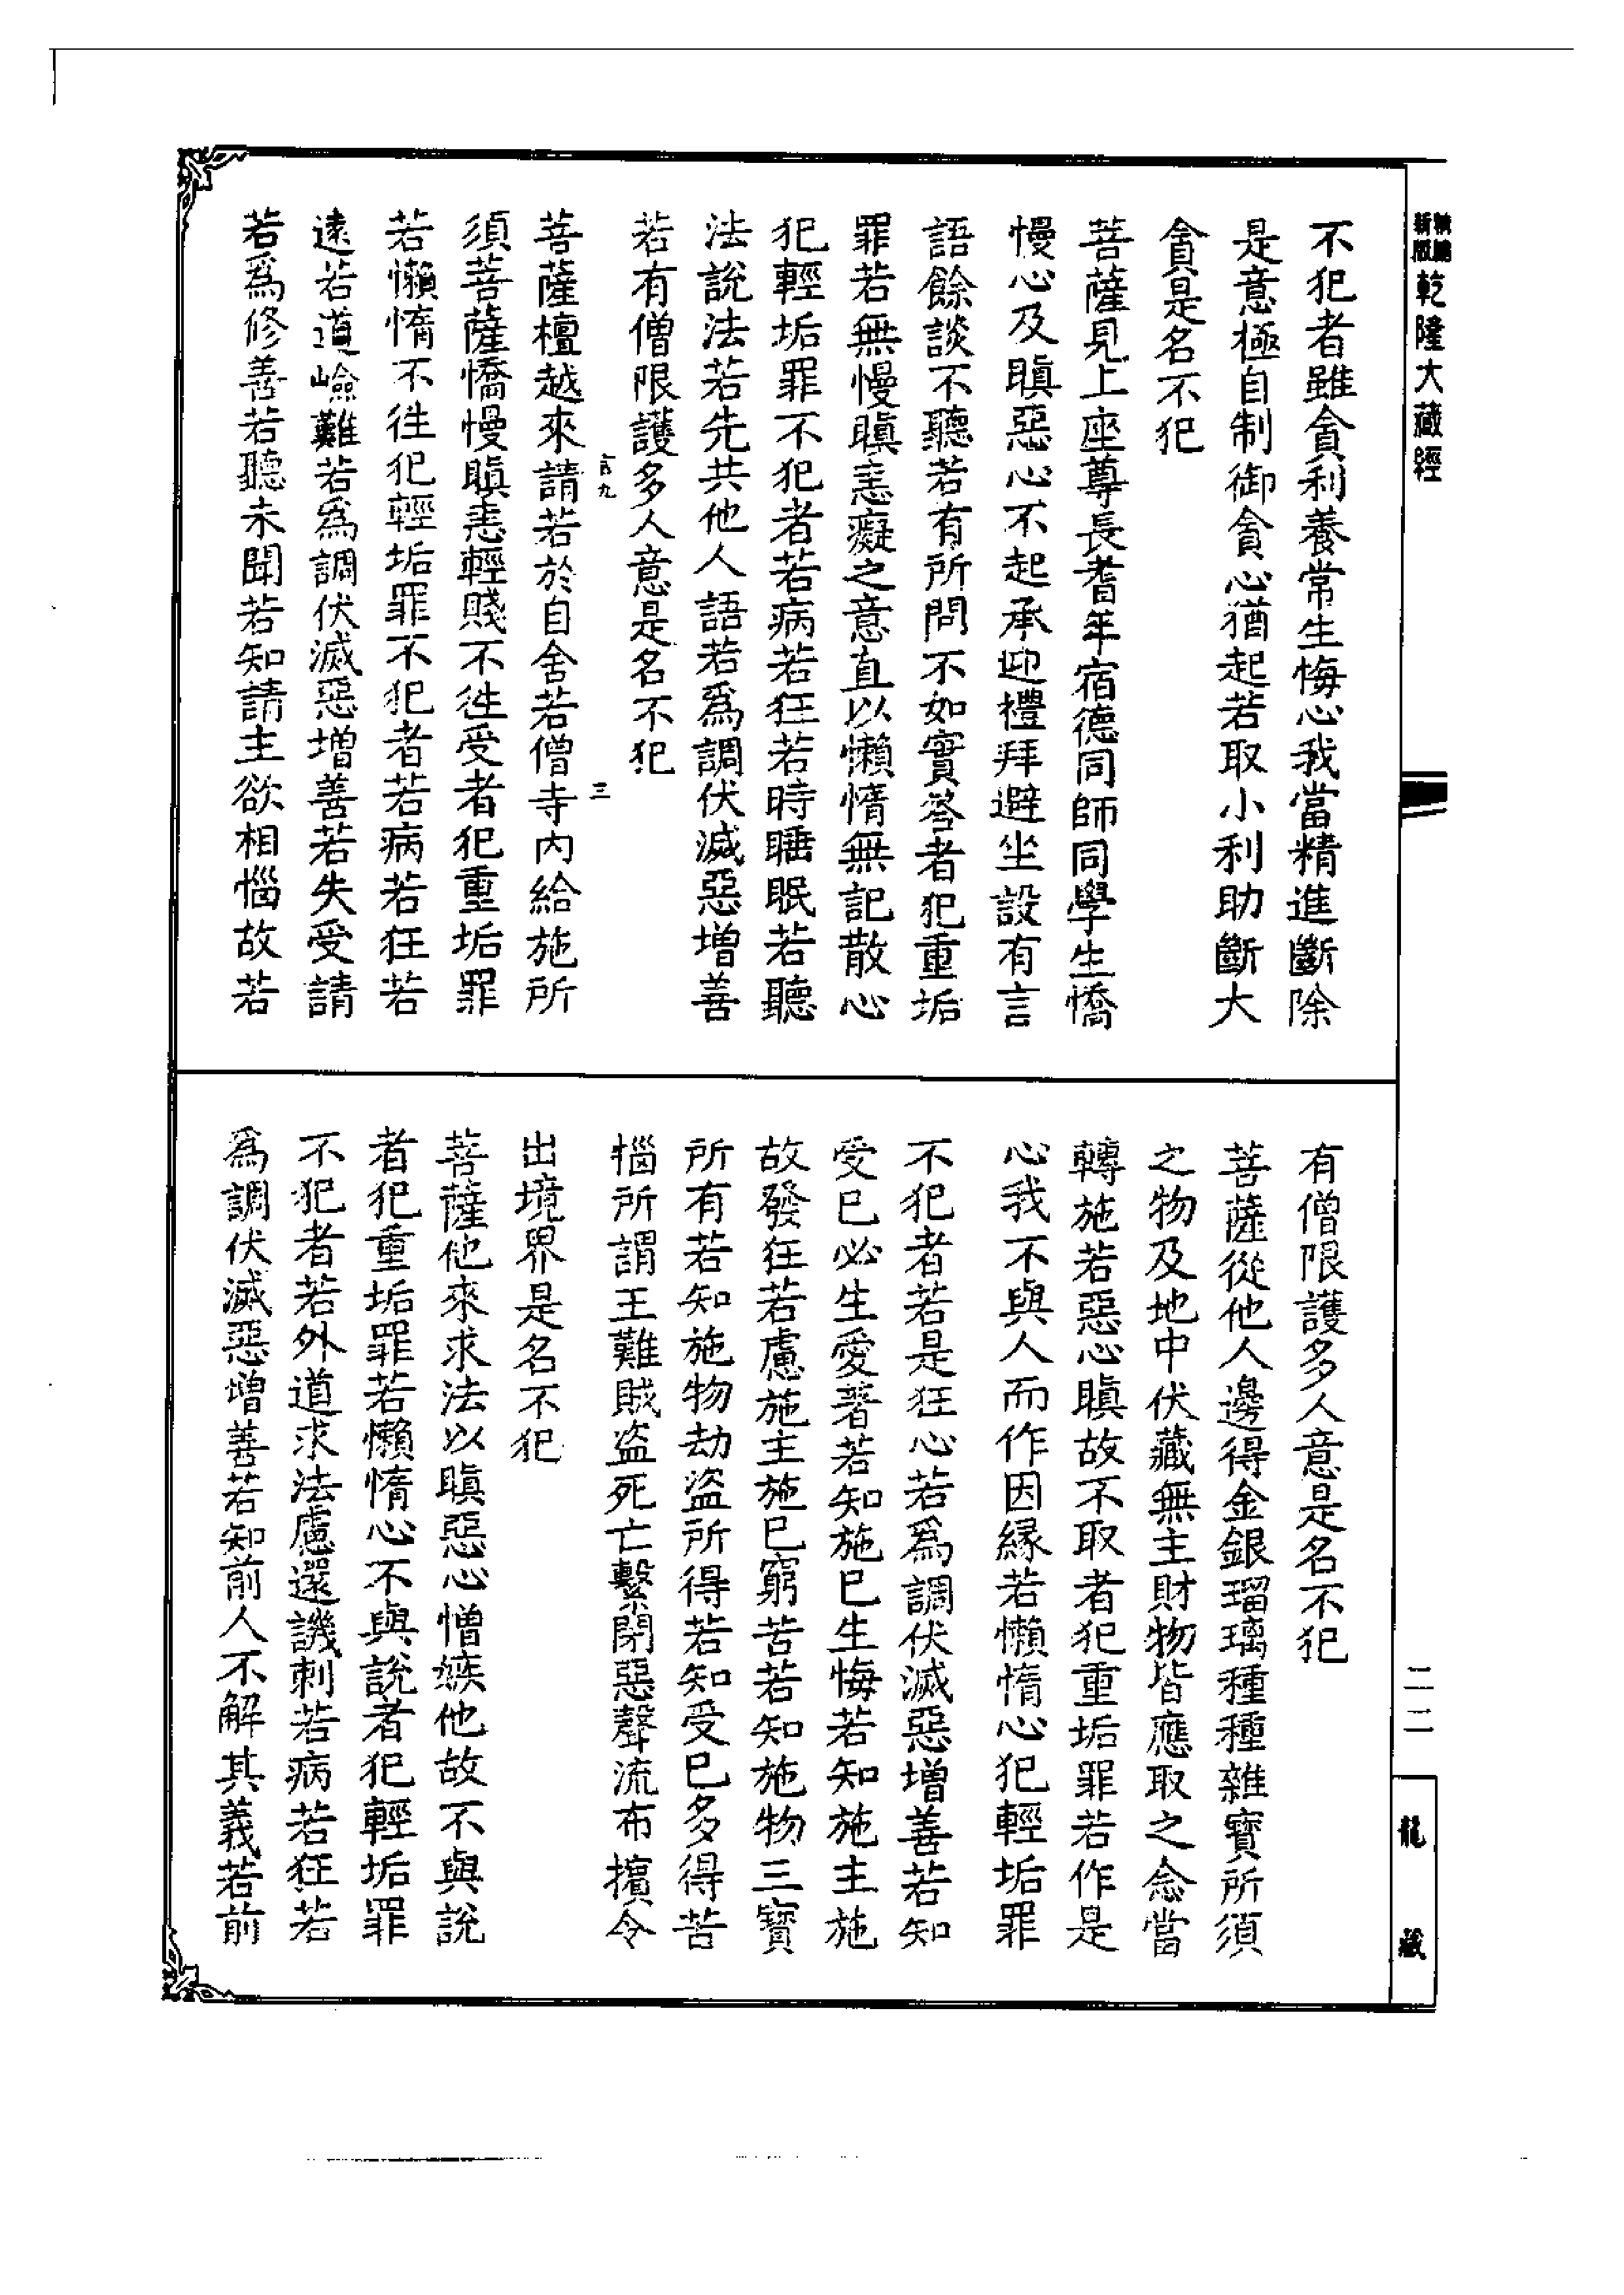 新版
乾隆大藏經
不犯者雖貪利養常生悔心我當精進斷除
是意極自制御貪心猶起若取小利助斷大
貪是名不犯
菩薩見上座尊長耆年宿德同師同學生憍
慢心及瞋惡心不起承迎禮拜避坐設有言
語餘談不聽若有所問不如實答者犯重垢
罪若無慢瞋恚癡之意直以懶惰無記散心
犯輕垢罪不犯者若病若狂若時睡眠若聽
法說法若先共他人語若為調伏滅惡增善
若有僧限護多人意是名不犯
言九
三
菩薩檀越來請若於自舍若僧寺內給施所
須菩薩憍慢瞋恚輕賤不徃受者犯重垢罪
若懶惰不徃犯輕垢罪不犯者若病若狂若
遠若道嶮難若為調伏滅惡增善若失受請
若為修善若聽未聞若知請主欲相惱故若
有僧限護多人意是名不犯
菩薩從他人邊得金銀瑠璃種種雜寶所須
之物及地中伏藏無主財物皆應取之念當
轉施若惡心瞋故不取者犯重垢罪若作是
心我不與人而作因緣若懶惰心犯輕垢罪
不犯者若是狂心若為調伏滅惡增善若知
受已必生愛著若知施已生悔若知施主施
故發狂若慮施主施已窮苦若知施物三寶
所有若知施物劫盜所得若知受已多得苦
惱所謂王難賊盜死亡繫閉惡聲流布擯令
出境界是名不犯
菩薩他來求法以瞋惡心憎嫉他故不與說
者犯重垢罪若懶惰心不與說者犯輕垢罪
不犯者若外道求法慮還譏刺若病若狂若
為調伏滅惡增善若知前人不解其義若前
二二
龍藏